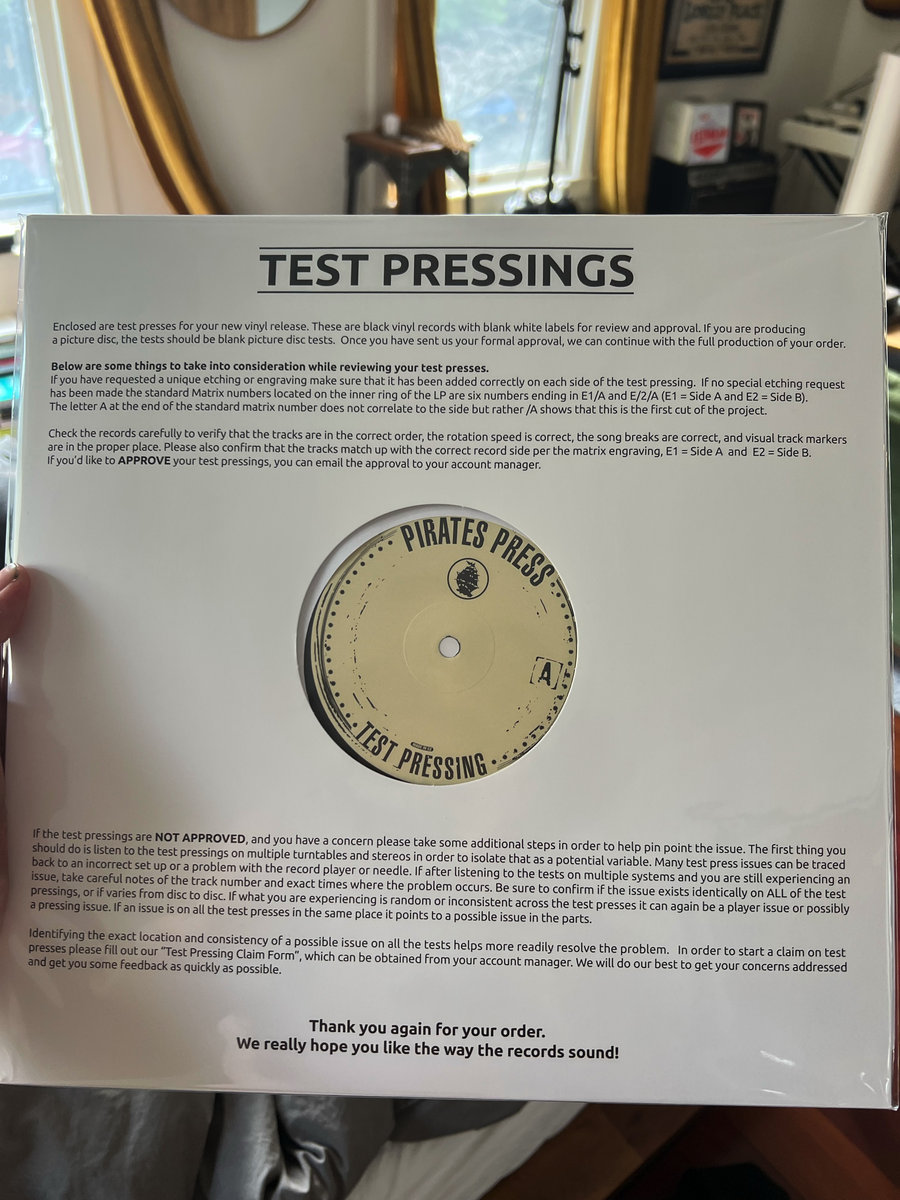 TEST PRESSINGS
Enclosed are test presses for your new vinyl release. These are black vinyl records with blank white labels for review and approval. If you are producing
a picture disc, the tests should be blank picture disc tests. Once you have sent us your formal approval, we can continue with the full production of your order.
Below are some things to take into consideration while reviewing your test presses.
If you have requested a unique etching or engraving make sure that it has been added correctly on each side of the test pressing. If no special etching request
has been made the standard Matrix numbers located on the inner ring of the LP are six numbers ending in E1/A and E/2/A (E1 = Side A and E2 = Side B).
The letter A at the end of the standard matrix number does not correlate to the side but rather /A shows that this is the first cut of the project.
Check the records carefully to verify that the tracks are in the correct order, the rotation speed is correct, the song breaks are correct, and visual track markers
are in the proper place. Please also confirm that the tracks match up with the correct record side per the matrix engraving, E1 = Side A and E2 = Side B.
If you'd like to APPROVE your test pressings, you can email the approval to your account manager.
PIRATES PRESS
A
TEST PRESSING
If the test pressings are NOT APPROVED, and you have a concern please take some additional steps in order to help pin point the issue. The first thing you
should do is listen to the test pressings on multiple turntables and stereos in order to isolate that as a potential variable. Many test press issues can be traced
back to an incorrect set up or a problem with the record player or needle. If after listening to the tests on multiple systems and you are still experiencing an
issue, take careful notes of the track number and exact times where the problem occurs. Be sure to confirm if the issue exists identically on ALL of the test
pressings, or if varies from disc to disc. If what you are experiencing is random or inconsistent across the test presses it can again be a player issue or possibly
a pressing issue. If an issue is on all the test presses in the same place it points to a possible issue in the parts.
Identifying the exact location and consistency of a possible issue on all the tests helps more readily resolve the problem. In order to start a claim on test
presses please fill out our "Test Pressing Claim Form", which can be obtained from your account manager. We will do our best to get your concerns addressed
and get you some feedback as quickly as possible.
Thank you again for your order.
We really hope you like the way the records sound!